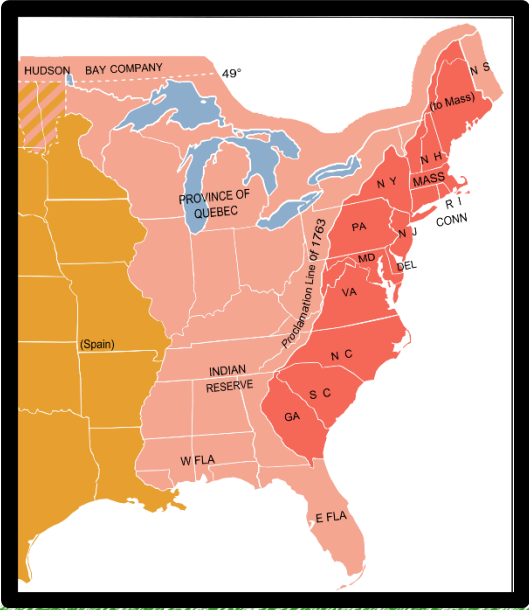 HUDSON BAY COMPANY
49°
N S
(to Mass)
N H
MASS
N Y
R I
CONN
PROVINCE OF
QUEBEC
PA
N J
MD
DEL
Proclamation Line of 1763
VA
(Spain)
N C
INDIAN
RESERVE
S C
GA
W FLA
E FLA